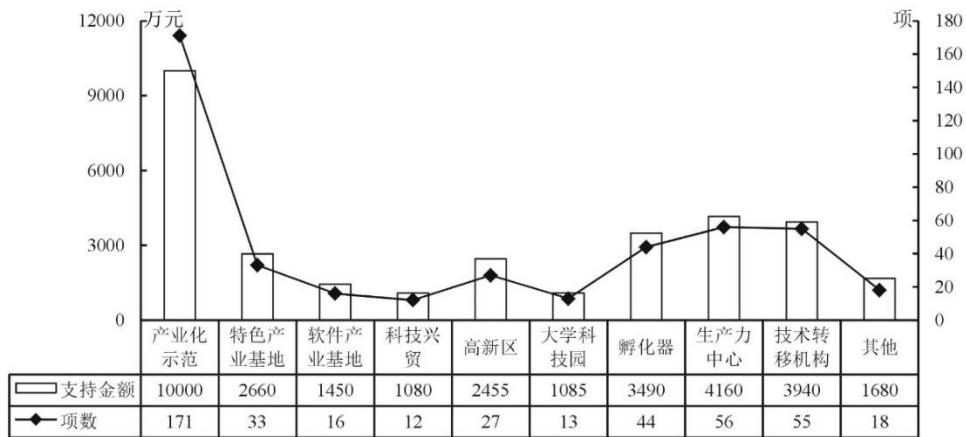 万元 项
12000 180
160
9000 140
120
6000 100
80
3000 60
40
20
0 0
产业化示范 特色产业基地 软件产业基地 科技兴贸 高新区 大学科技园 孵化器 生产力中心 技术转移机构 其他
支持金额 10000 2660 1450 1080 2455 1085 3490 4160 3940 1680
项数 171 33 16 12 27 13 44 56 55 18